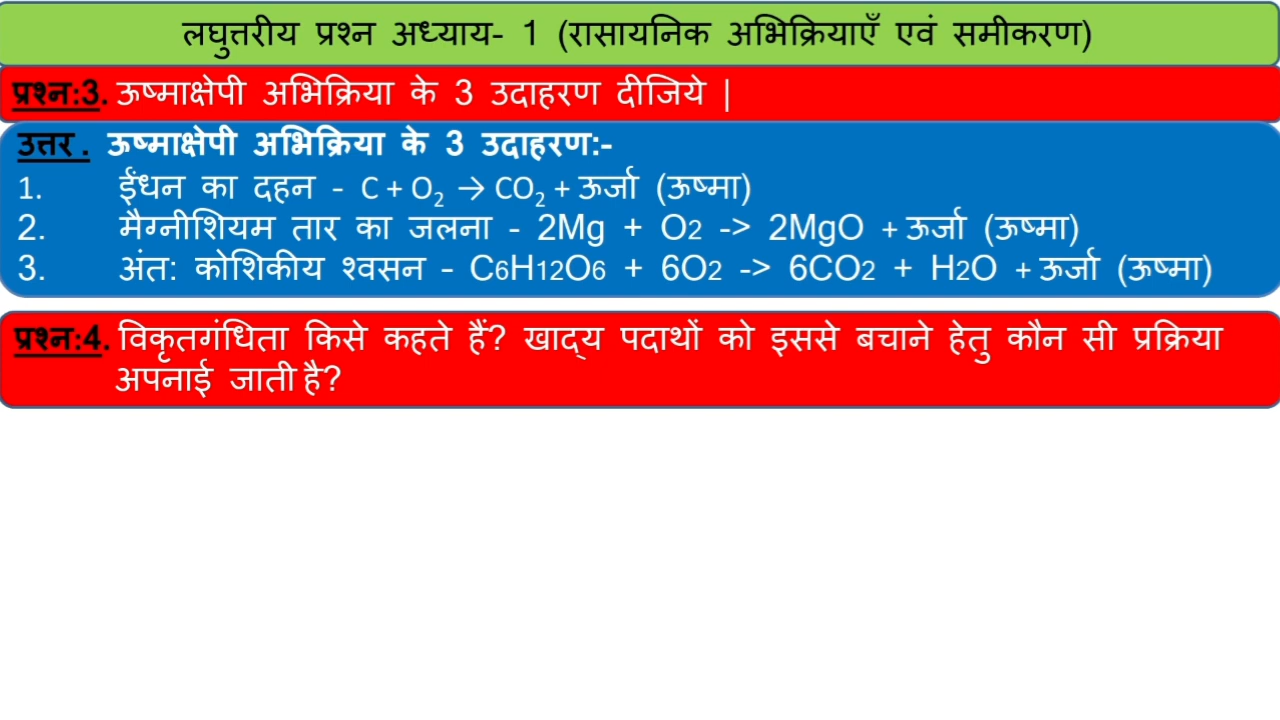 लघुत्तरीय प्रश्न अध्याय- 1 (रासायनिक अभिक्रियाएँ एवं समीकरण)
प्रश्न:3. ऊष्माक्षेपी अभिक्रिया के 3 उदाहरण दीजिये |
उत्तर . ऊष्माक्षेपी अभिक्रिया के 3 उदाहरण:-
1. ईंधन का दहन - C + O₂ → CO₂ + ऊर्जा (ऊष्मा)
2. मैग्नीशियम तार का जलना - 2Mg + O2 -> 2MgO + ऊर्जा (ऊष्मा)
3. अंत: कोशिकीय श्वसन - C6H12O6 + 6O2 -> 6CO2 + H2O + ऊर्जा (ऊष्मा)
प्रश्न:4. विकृतगंधिता किसे कहते हैं? खाद्य पदार्थों को इससे बचाने हेतु कौन सी प्रक्रिया
अपनाई जाती है?